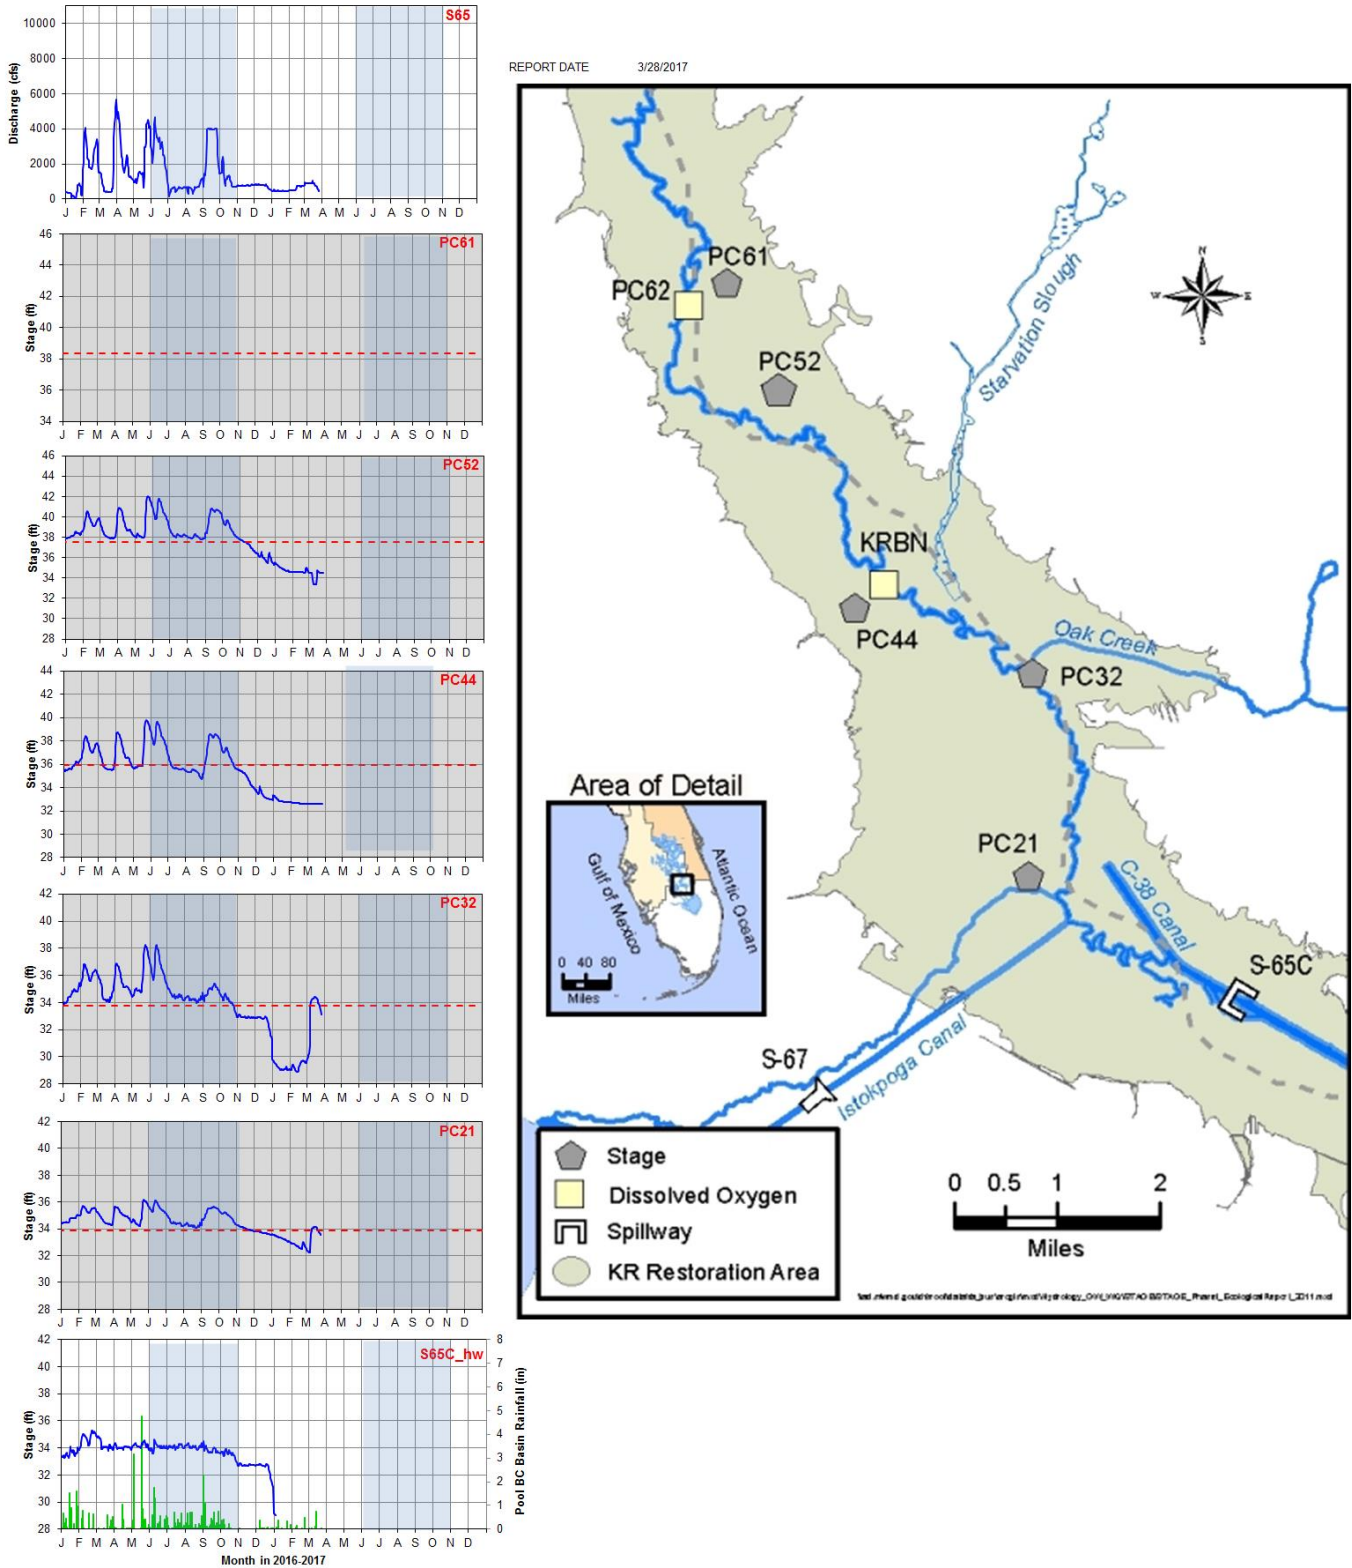 S65
10000
8000
6000
4000
2000
0
Discharge (cfs)
J F M A M J J A S O N D J F M A M J J A S O N D
PC61
46
44
42
40
38
36
34
Stage (ft)
J F M A M J J A S O N D J F M A M J J A S O N D
PC52
46
44
42
40
38
36
34
32
30
28
Stage (ft)
J F M A M J J A S O N D J F M A M J J A S O N D
PC44
44
42
40
38
36
34
32
30
28
Stage (ft)
J F M A M J J A S O N D J F M A M J J A S O N D
PC32
42
40
38
36
34
32
30
28
Stage (ft)
J F M A M J J A S O N D J F M A M J J A S O N D
PC21
42
40
38
36
34
32
30
28
Stage (ft)
J F M A M J J A S O N D J F M A M J J A S O N D
S65C_hw
42
40
38
36
34
32
30
28
Stage (ft)
8
7
6
5
4
3
2
1
0
Pool BC Basin Rainfall (in)
J F M A M J J A S O N D J F M A M J J A S O N D
Month in 2016-2017
REPORT DATE 3/28/2017
PC61
PC62
PC52
Starvation Slough
N
W E
S
KRBN
PC44
Oak Creek
PC32
PC21
C-38 Canal
S-65C
S-67
Istokpoga Canal
Area of Detail
Gulf of Mexico
Atlantic Ocean
0 40 80
Miles
Stage
Dissolved Oxygen
Spillway
KR Restoration Area
0 0.5 1 2
Miles